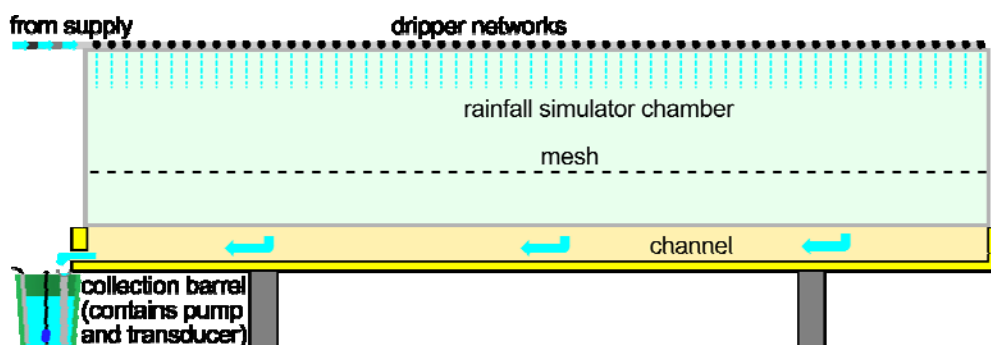 from supply
dripper networks
rainfall simulator chamber
mesh
channel
collection barrel
(contains pump
and transducer)